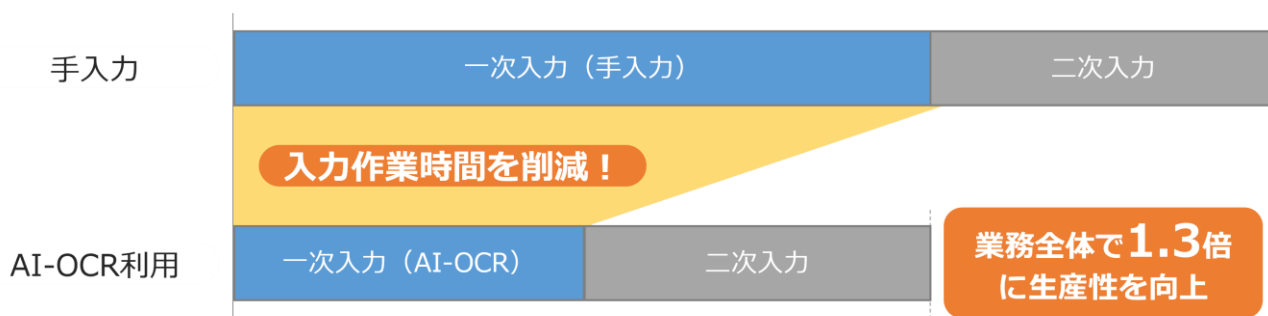 手入力
一次入力（手入力）
二次入力
入力作業時間を削減！
AI-OCR利用
一次入力（AI-OCR）
二次入力
業務全体で1.3倍
に生産性を向上